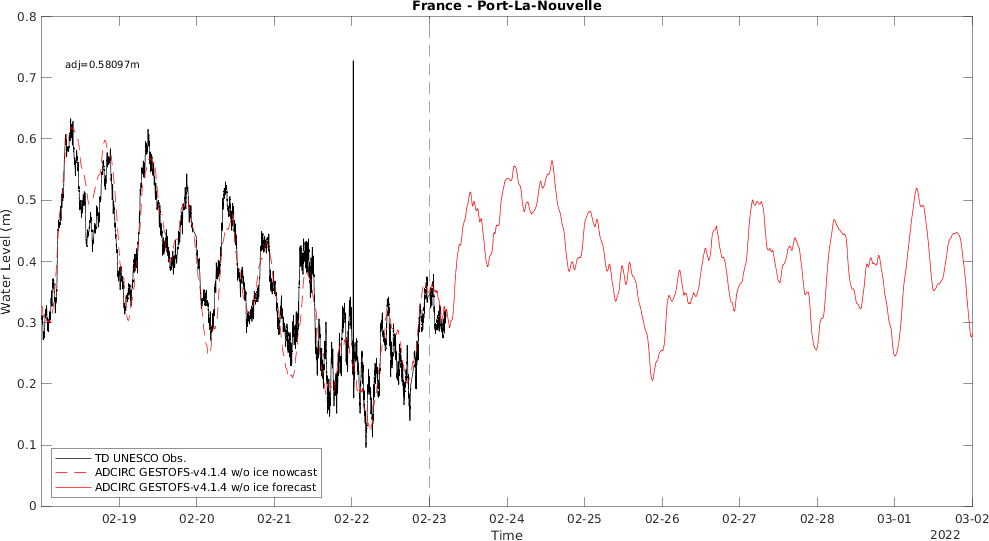 France - Port-La-Nouvelle
adj=0.58097m
0.8
0.7
0.6
0.5
0.4
0.3
0.2
0.1
0
Water Level (m)
TD UNESCO Obs.
ADCIRC GESTOFS-v4.1.4 w/o ice nowcast
ADCIRC GESTOFS-v4.1.4 w/o ice forecast
02-19 02-20 02-21 02-22 02-23 02-24 02-25 02-26 02-27 02-28 03-01 03-02
Time
2022